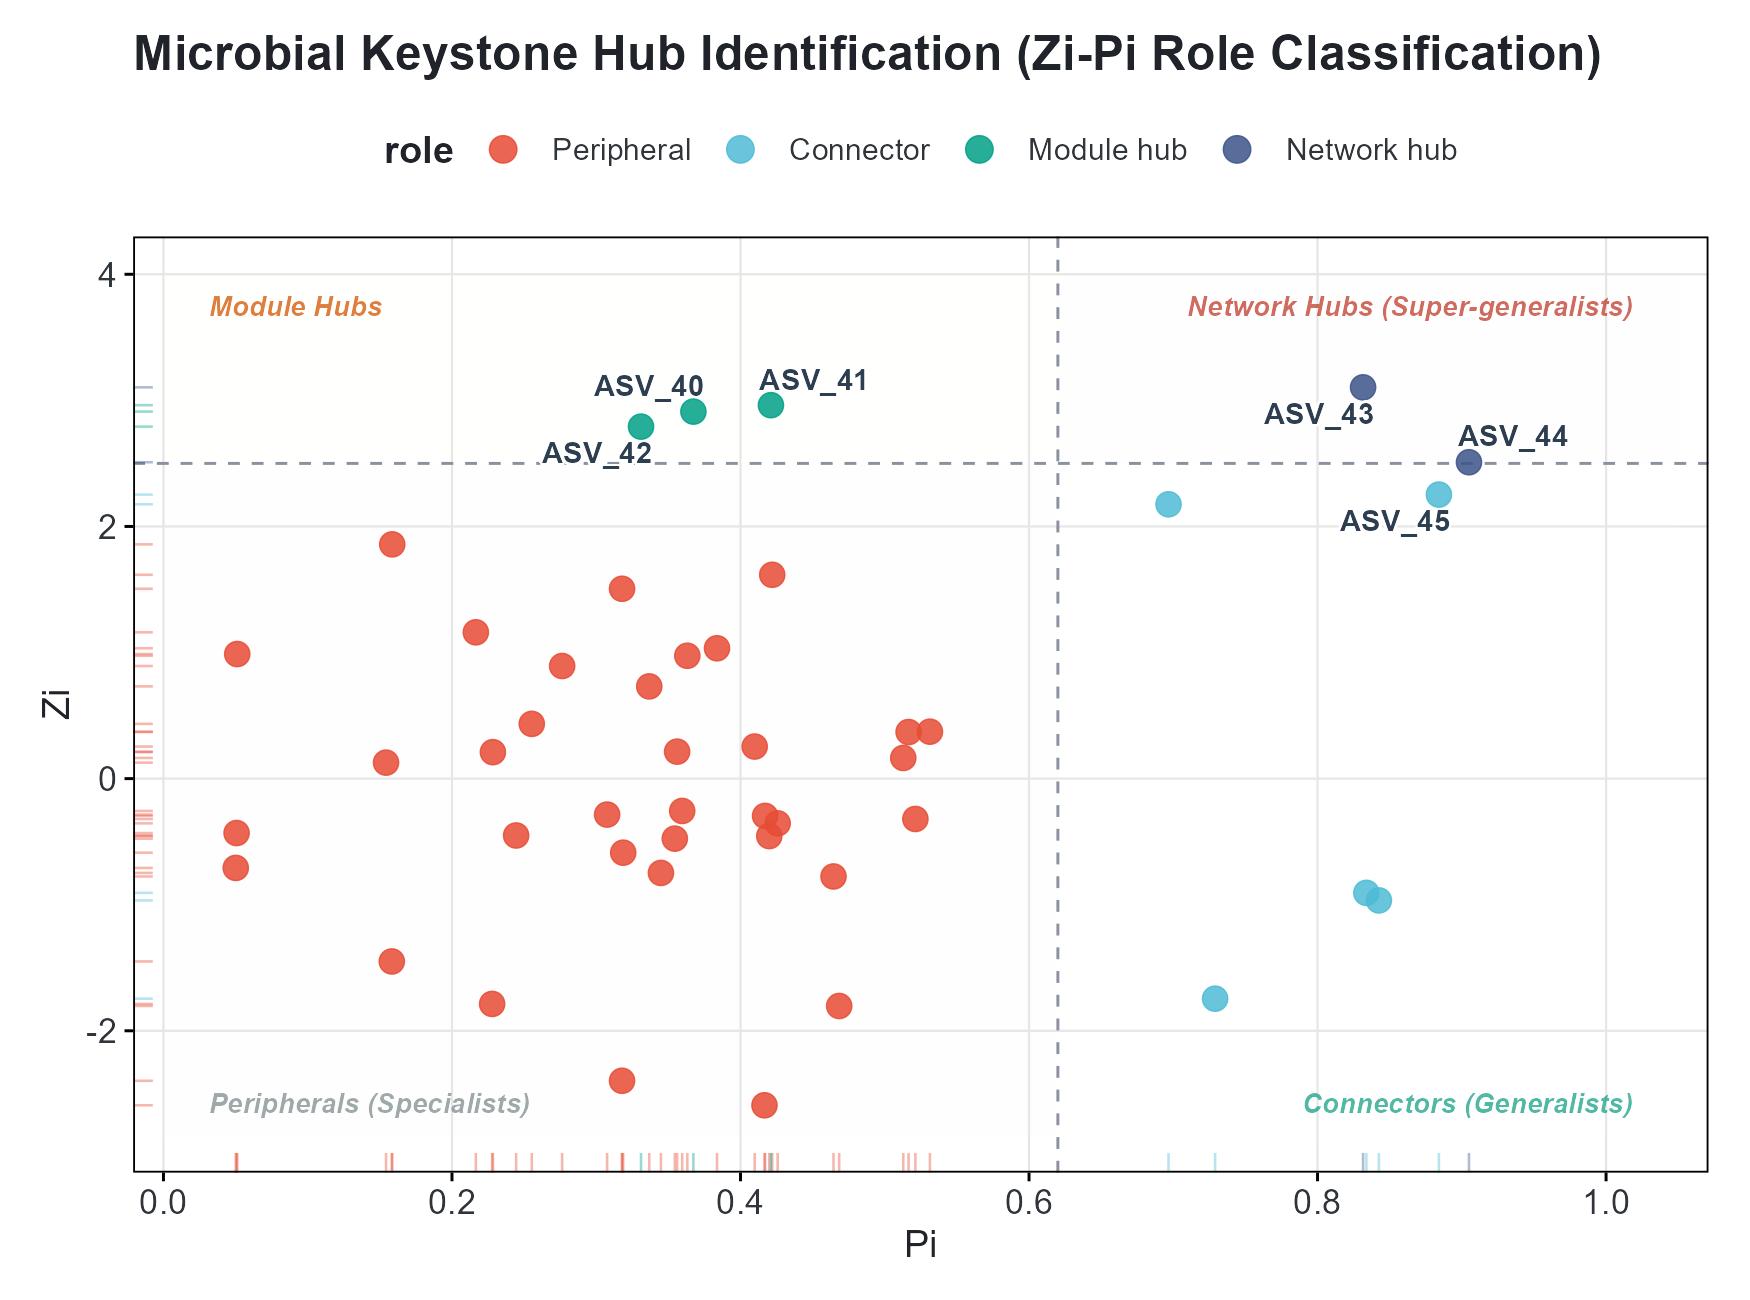 Microbial Keystone Hub Identification (Zi-Pi Role Classification)
role Peripheral Connector Module hub Network hub
Module Hubs
Network Hubs (Super-generalists)
ASV_40
ASV_41
ASV_42
ASV_43
ASV_44
ASV_45
Peripherals (Specialists)
Connectors (Generalists)
4
2
0
-2
Zi
0.0 0.2 0.4 0.6 0.8 1.0
Pi